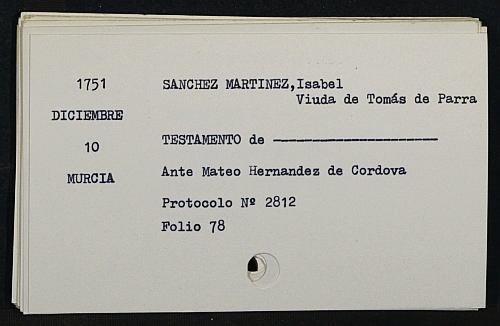 1751
DICIEMBRE
10
MURCIA
SANCHEZ MARTINEZ,Isabel
Viuda de Tomás de Parra
TESTAMENTO de ---------------------
Ante Mateo Hernandez de Cordova
Protocolo Nº 2812
Folio 78